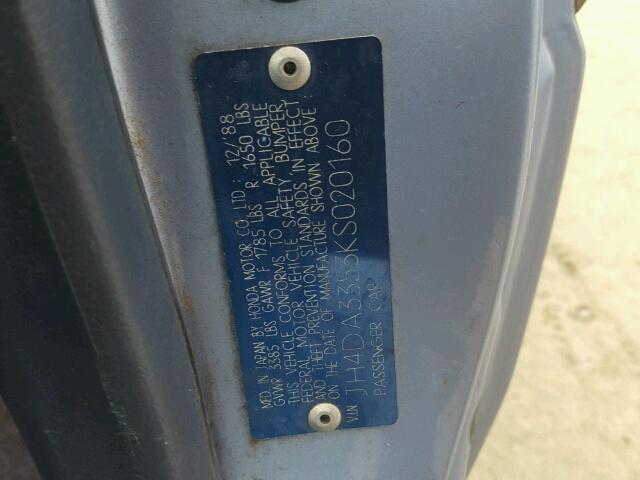 MFD. IN JAPAN BY HONDA MOTOR CO., LTD.: 12/'88
GVWR 3385 LBS GAWR F 1785 LBS R 1650 LBS
THIS VEHICLE CONFORMS TO ALL APPLICABLE
FEDERAL MOTOR VEHICLE SAFETY, BUMPER,
AND THEFT PREVENTION STANDARDS IN EFFECT
ON THE DATE OF MANUFACTURE SHOWN ABOVE.
V.I.N. JH4DA3353KS020160
PASSENGER CAR